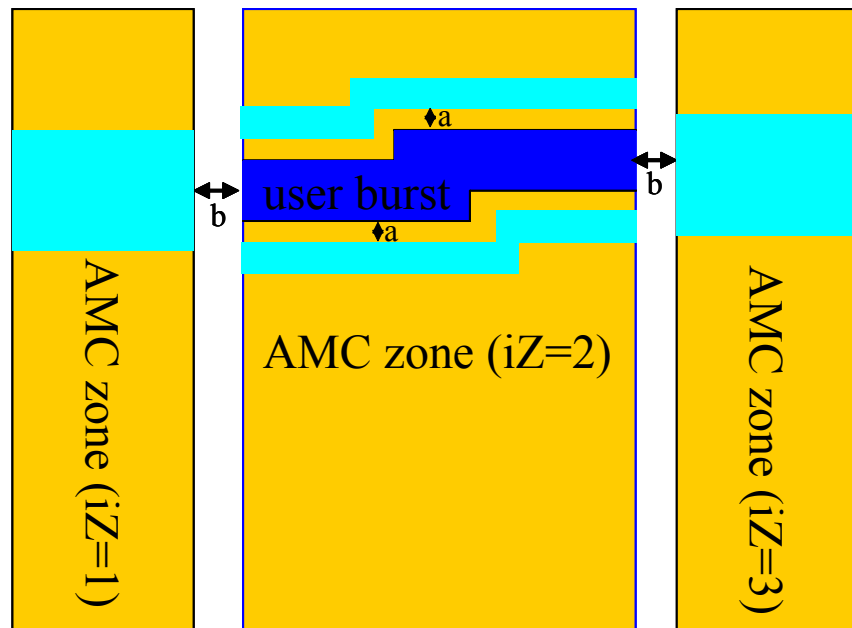 a
b
user burst
b
a
AMC zone (iZ=1)
AMC zone (iZ=2)
AMC zone (iZ=3)